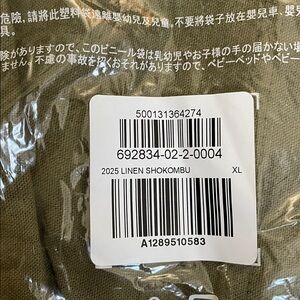 危險，請將此塑料袋遠離嬰幼兒及兒童，不要將袋子放在嬰兒車，嬰兒
具。
険がありますので、このビニール袋は乳幼児やお子様の手の届かない場
ません。不慮の事故を招くおそれがありますので、ベビーベッドやベビー
500131364274
692834-02-2-0004
2025 LINEN SHOKOMBU XL
A1289510583